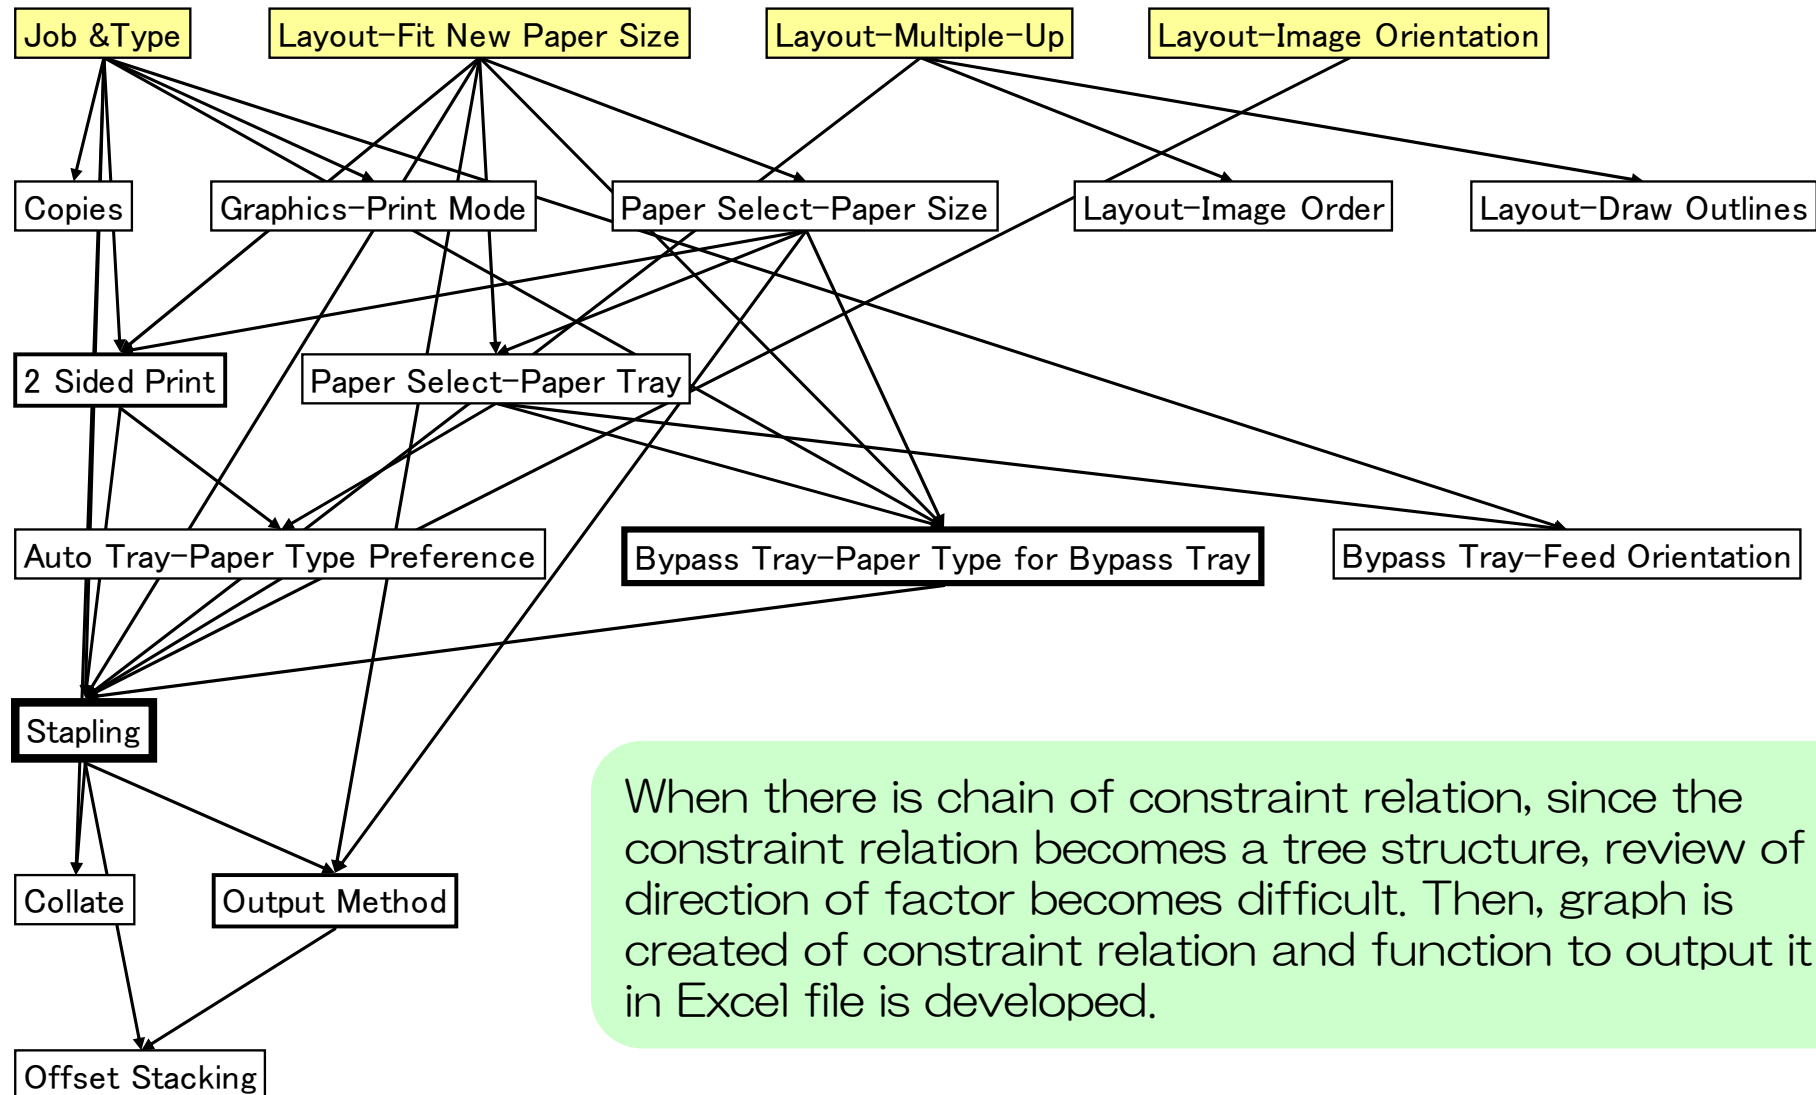 Job &Type
Layout-Fit New Paper Size
Layout-Multiple-Up
Layout-Image Orientation
Copies
Graphics-Print Mode
Paper Select-Paper Size
Layout-Image Order
Layout-Draw Outlines
2 Sided Print
Paper Select-Paper Tray
Auto Tray-Paper Type Preference
Bypass Tray-Paper Type for Bypass Tray
Bypass Tray-Feed Orientation
Stapling
When there is chain of constraint relation, since the
constraint relation becomes a tree structure, review of
direction of factor becomes difficult. Then, graph is
created of constraint relation and function to output it
in Excel file is developed.
Collate
Output Method
Offset Stacking